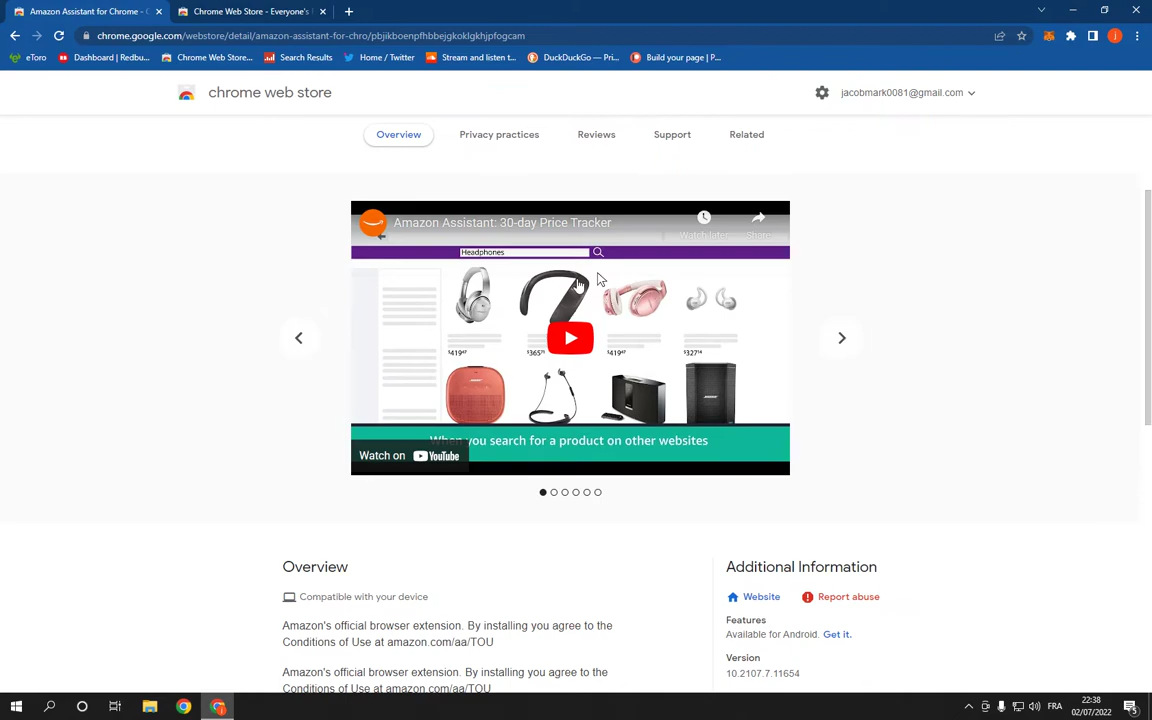 Amazon Assistant for Chrome -
Chrome Web Store - Everyone's
chrome.google.com/webstore/detail/amazon-assistant-for-chro/pbjikboenpfhbbejgkoklgkhjpfogcam
j
eToro
Dashboard | Redbu...
Chrome Web Store...
Search Results
Home / Twitter
Stream and listen t...
DuckDuckGo — Pri...
Build your page | P...
chrome web store
jacobmark0081@gmail.com
Overview
Privacy practices
Reviews
Support
Related
Amazon Assistant: 30-day Price Tracker
Watch later
Share
Headphones
$419⁴⁷
$419⁴⁷
When you search for a product on other websites
Watch on YouTube
Overview
Compatible with your device
Amazon's official browser extension. By installing you agree to the
Conditions of Use at amazon.com/aa/TOU
Amazon's official browser extension. By installing you agree to the
Conditions of Use at amazon.com/aa/TOU
Additional Information
Website
Report abuse
Features
Available for Android. Get it.
Version
10.2107.7.11654
FRA
22:38
02/07/2022
5